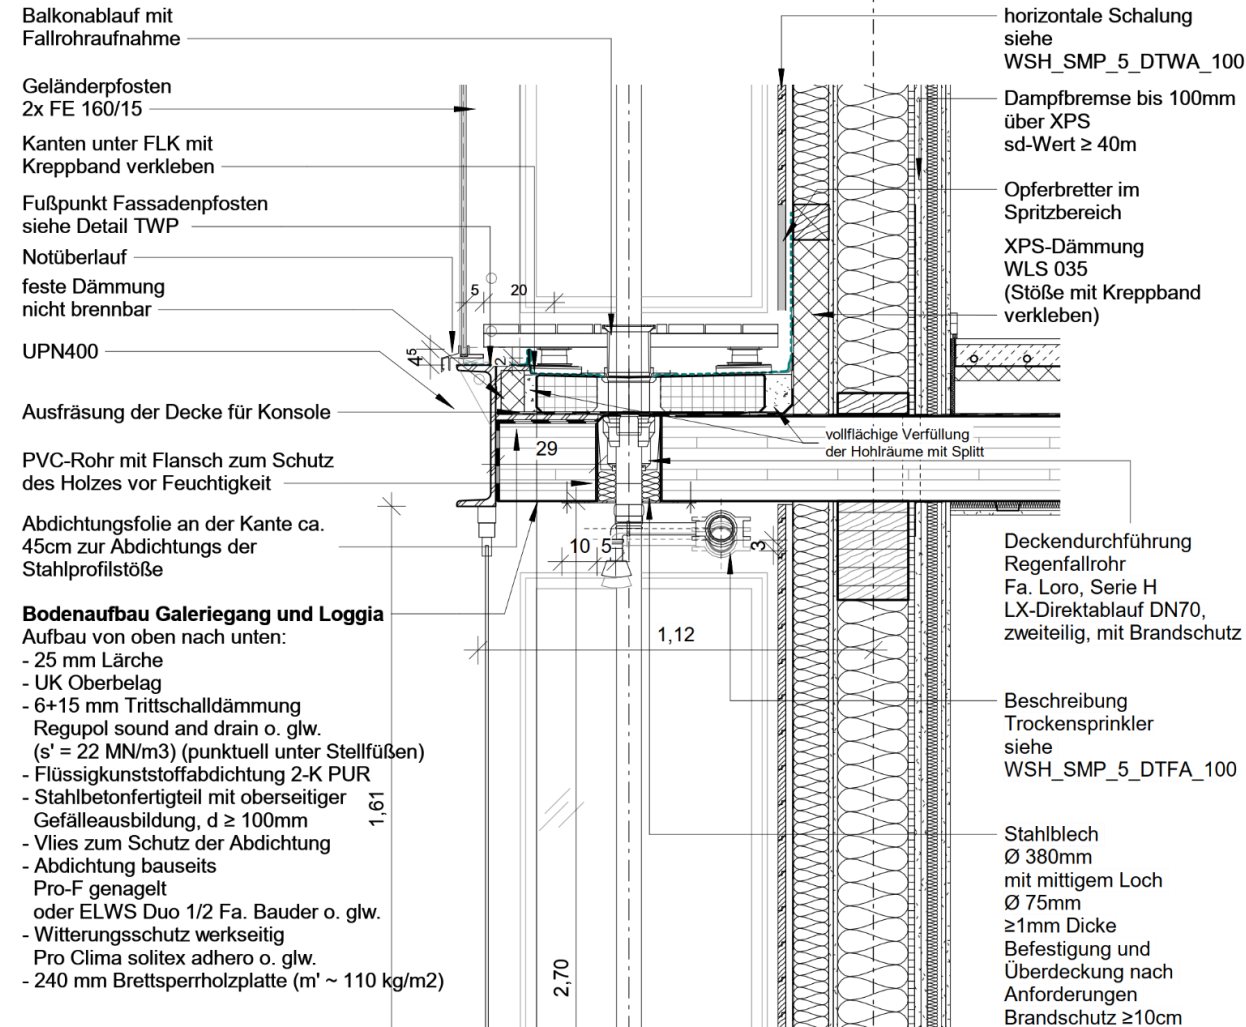 Balkonablauf mit
Fallrohraufnahme
Geländerpfosten
2x FE 160/15
Kanten unter FLK mit
Kreppband verkleben
Fußpunkt Fassadenpfosten
siehe Detail TWP
Notüberlauf
feste Dämmung
nicht brennbar
UPN400
Ausfräsung der Decke für Konsole
PVC-Rohr mit Flansch zum Schutz
des Holzes vor Feuchtigkeit
Abdichtungsfolie an der Kante ca.
45cm zur Abdichtungs der
Stahlprofilstöße
Bodenaufbau Galeriegang und Loggia
Aufbau von oben nach unten:
- 25 mm Lärche
- UK Oberbelag
- 6+15 mm Trittschalldämmung
Regupol sound and drain o. glw.
(s' = 22 MN/m3) (punktuell unter Stellfüßen)
- Flüssigkunststoffabdichtung 2-K PUR
- Stahlbetonfertigteil mit oberseitiger
Gefälleausbildung, d ≥ 100mm
- Vlies zum Schutz der Abdichtung
- Abdichtung bauseits
Pro-F genagelt
oder ELWS Duo 1/2 Fa. Bauder o. glw.
- Witterungsschutz werkseitig
Pro Clima solitex adhero o. glw.
- 240 mm Brettsperrholzplatte (m' ~ 110 kg/m2)
5
20
4⁵
2
29
10
5
3
1,12
1,61
2,70
vollflächige Verfüllung
der Hohlräume mit Splitt
horizontale Schalung
siehe
WSH_SMP_5_DTWA_100
Dampfbremse bis 100mm
über XPS
sd-Wert ≥ 40m
Opferbretter im
Spritzbereich
XPS-Dämmung
WLS 035
(Stöße mit Kreppband
verkleben)
Deckendurchführung
Regenfallrohr
Fa. Loro, Serie H
LX-Direktablauf DN70,
zweiteilig, mit Brandschutz
Beschreibung
Trockensprinkler
siehe
WSH_SMP_5_DTFA_100
Stahlblech
Ø 380mm
mit mittigem Loch
Ø 75mm
≥1mm Dicke
Befestigung und
Überdeckung nach
Anforderungen
Brandschutz ≥10cm